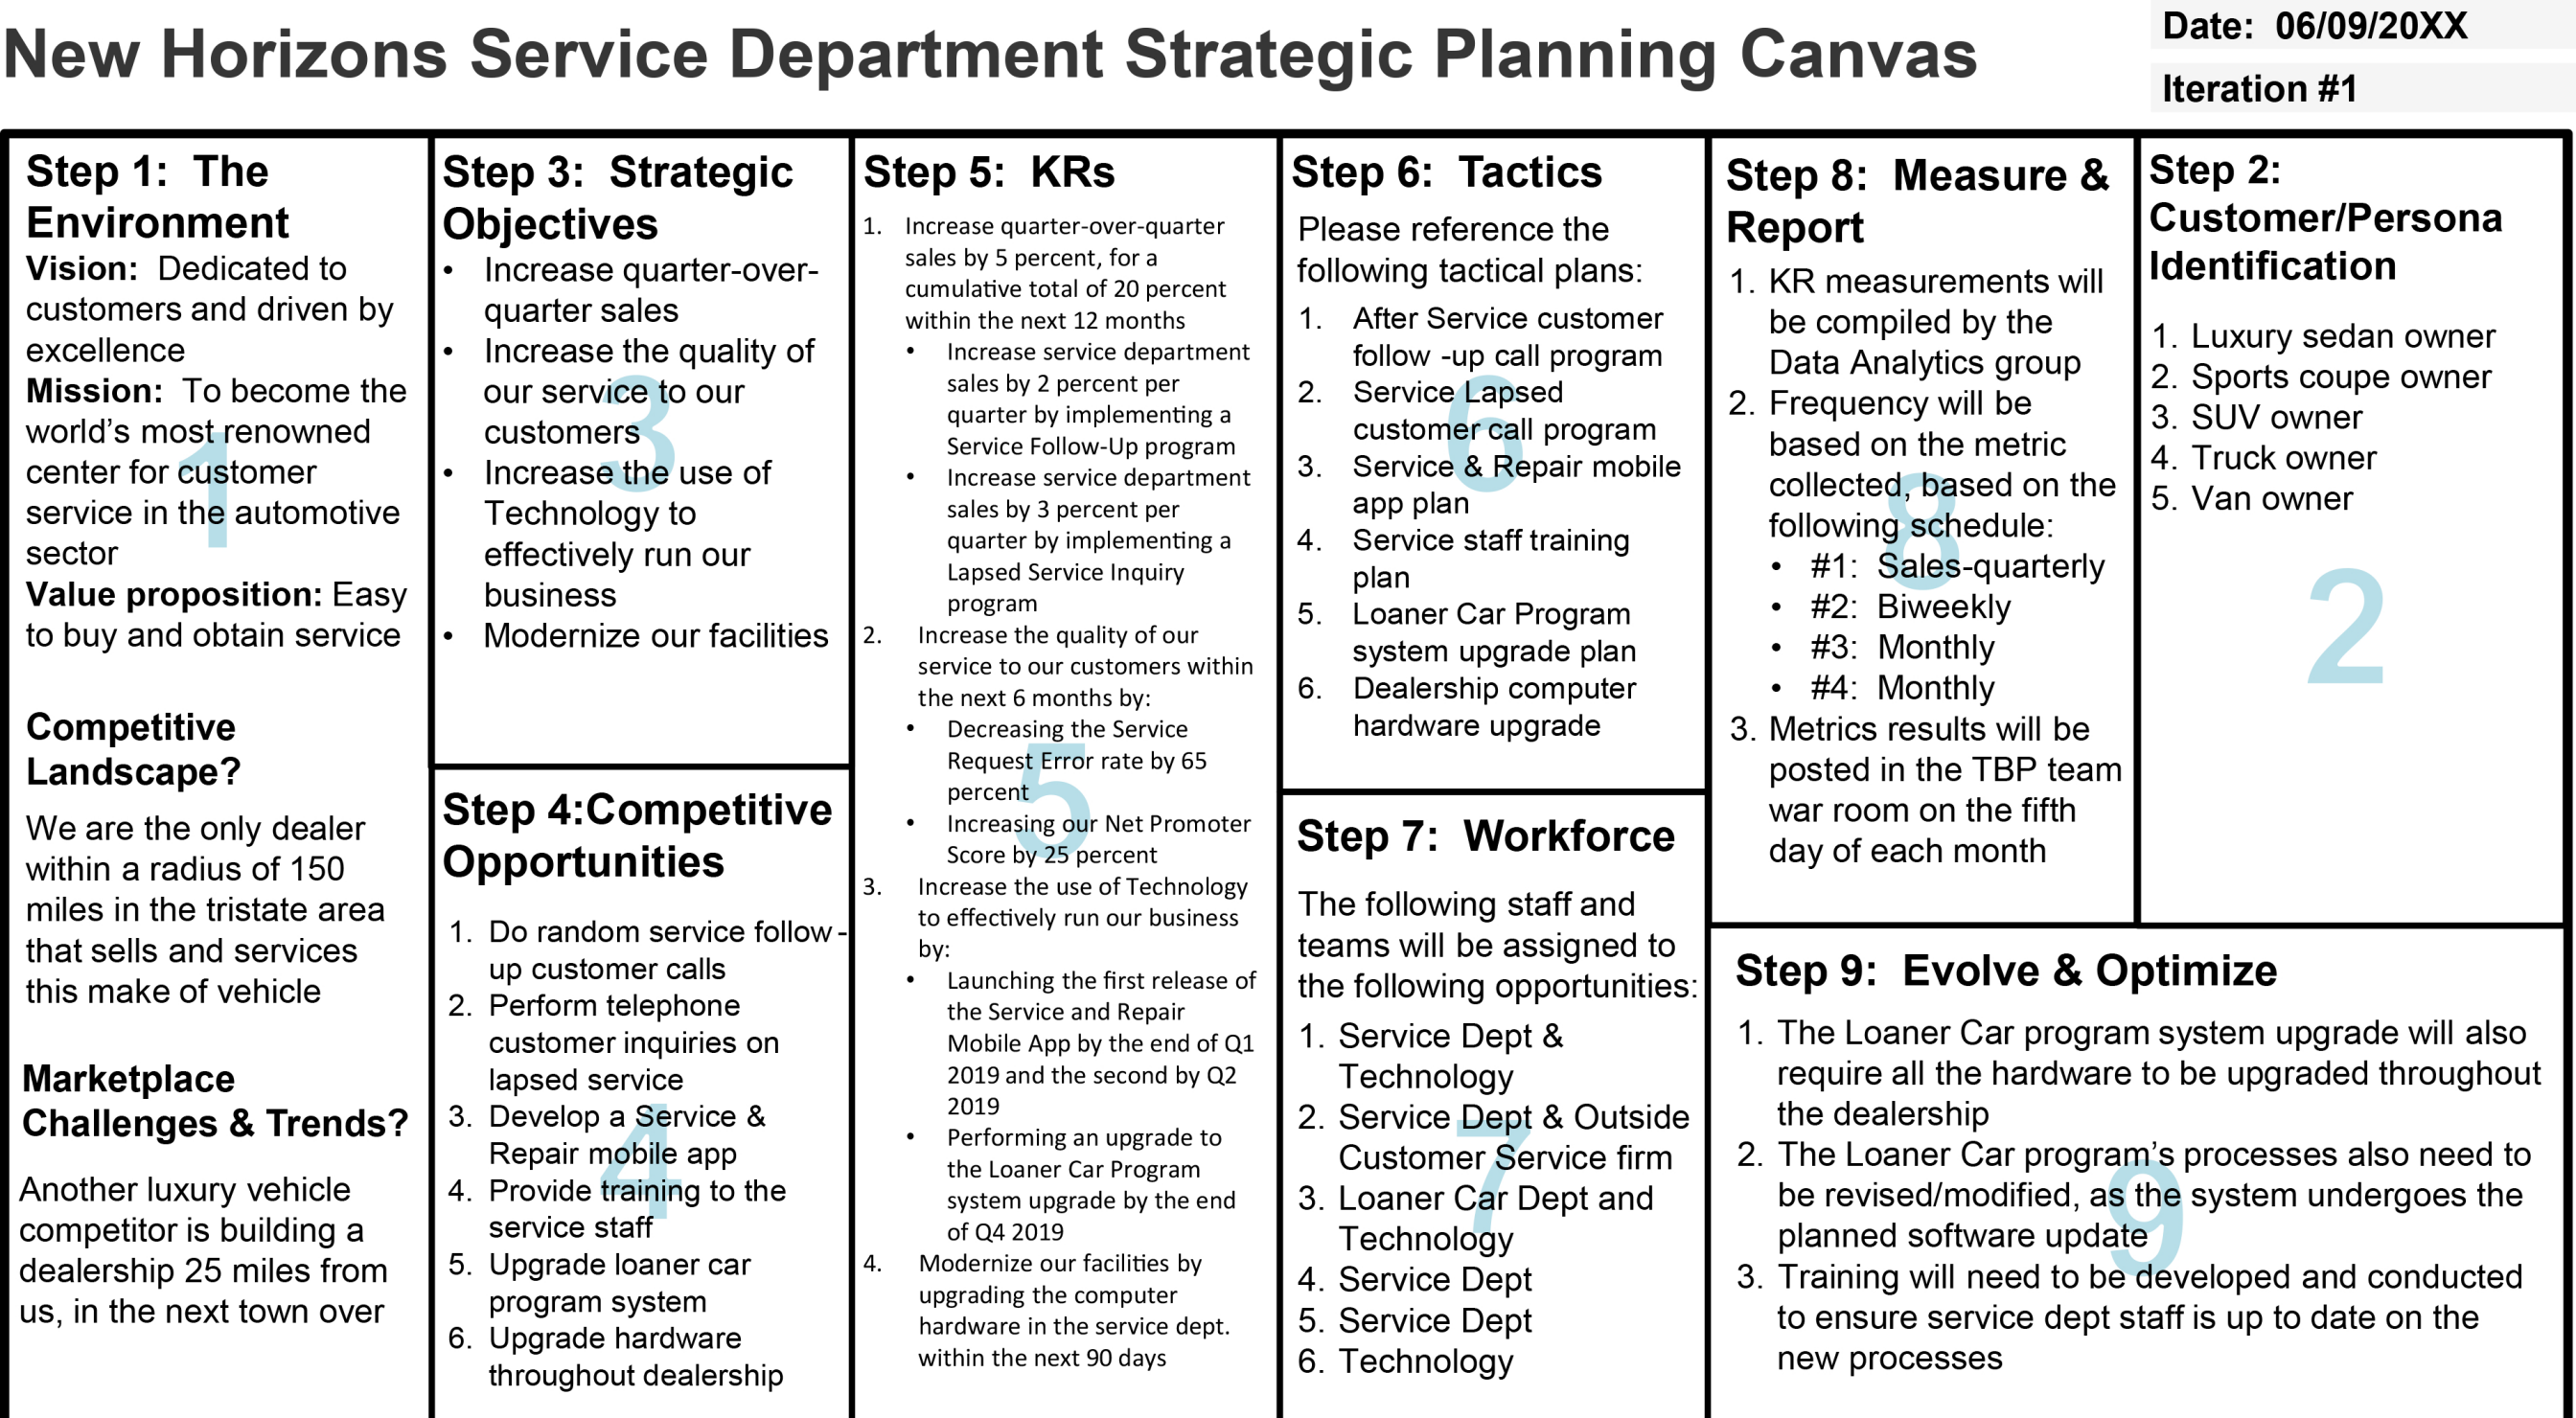 New Horizons Service Department Strategic Planning Canvas
Date: 06/09/20XX
Iteration #1
Step 1: The
Environment
Vision: Dedicated to
customers and driven by
excellence
Mission: To become the
world's most renowned
center for customer
service in the automotive
sector
Value proposition: Easy
to buy and obtain service
Competitive
Landscape?
We are the only dealer
within a radius of 150
miles in the tristate area
that sells and services
this make of vehicle
Marketplace
Challenges & Trends?
Another luxury vehicle
competitor is building a
dealership 25 miles from
us, in the next town over
1
Step 3: Strategic
Objectives
• Increase quarter-over-
quarter sales
• Increase the quality of
our service to our
customers
• Increase the use of
Technology to
effectively run our
business
• Modernize our facilities
3
Step 4:Competitive
Opportunities
1. Do random service follow-
up customer calls
2. Perform telephone
customer inquiries on
lapsed service
3. Develop a Service &
Repair mobile app
4. Provide training to the
service staff
5. Upgrade loaner car
program system
6. Upgrade hardware
throughout dealership
4
Step 5: KRs
1. Increase quarter-over-quarter
sales by 5 percent, for a
cumulative total of 20 percent
within the next 12 months
• Increase service department
sales by 2 percent per
quarter by implementing a
Service Follow-Up program
• Increase service department
sales by 3 percent per
quarter by implementing a
Lapsed Service Inquiry
program
2. Increase the quality of our
service to our customers within
the next 6 months by:
• Decreasing the Service
Request Error rate by 65
percent
• Increasing our Net Promoter
Score by 25 percent
3. Increase the use of Technology
to effectively run our business
by:
• Launching the first release of
the Service and Repair
Mobile App by the end of Q1
2019 and the second by Q2
2019
• Performing an upgrade to
the Loaner Car Program
system upgrade by the end
of Q4 2019
4. Modernize our facilities by
upgrading the computer
hardware in the service dept.
within the next 90 days
5
Step 6: Tactics
Please reference the
following tactical plans:
1. After Service customer
follow -up call program
2. Service Lapsed
customer call program
3. Service & Repair mobile
app plan
4. Service staff training
plan
5. Loaner Car Program
system upgrade plan
6. Dealership computer
hardware upgrade
6
Step 7: Workforce
The following staff and
teams will be assigned to
the following opportunities:
1. Service Dept &
Technology
2. Service Dept & Outside
Customer Service firm
3. Loaner Car Dept and
Technology
4. Service Dept
5. Service Dept
6. Technology
7
Step 8: Measure &
Report
1. KR measurements will
be compiled by the
Data Analytics group
2. Frequency will be
based on the metric
collected, based on the
following schedule:
• #1: Sales-quarterly
• #2: Biweekly
• #3: Monthly
• #4: Monthly
3. Metrics results will be
posted in the TBP team
war room on the fifth
day of each month
8
Step 2:
Customer/Persona
Identification
1. Luxury sedan owner
2. Sports coupe owner
3. SUV owner
4. Truck owner
5. Van owner
2
Step 9: Evolve & Optimize
1. The Loaner Car program system upgrade will also
require all the hardware to be upgraded throughout
the dealership
2. The Loaner Car program's processes also need to
be revised/modified, as the system undergoes the
planned software update
3. Training will need to be developed and conducted
to ensure service dept staff is up to date on the
new processes
9